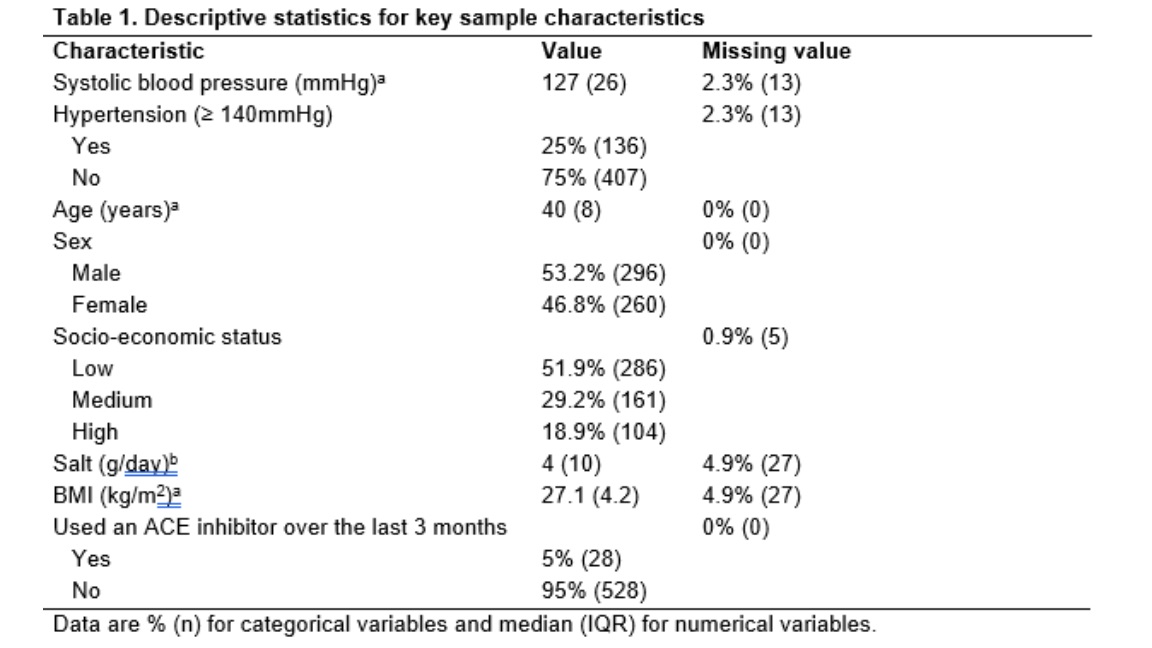 Table 1. Descriptive statistics for key sample characteristics
Characteristic Value Missing value
Systolic blood pressure (mmHg)ᵃ 127 (26) 2.3% (13)
Hypertension (≥ 140mmHg) 2.3% (13)
Yes 25% (136)
No 75% (407)
Age (years)ᵃ 40 (8) 0% (0)
Sex 0% (0)
Male 53.2% (296)
Female 46.8% (260)
Socio-economic status 0.9% (5)
Low 51.9% (286)
Medium 29.2% (161)
High 18.9% (104)
Salt (g/day)ᵇ 4 (10) 4.9% (27)
BMI (kg/m²)ᵃ 27.1 (4.2) 4.9% (27)
Used an ACE inhibitor over the last 3 months 0% (0)
Yes 5% (28)
No 95% (528)
Data are % (n) for categorical variables and median (IQR) for numerical variables.